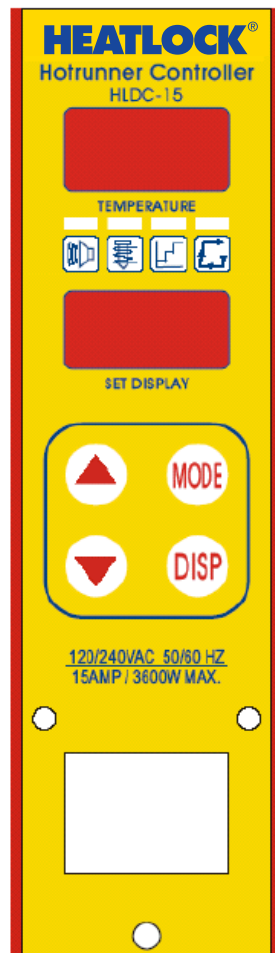 HEATLOCK®
Hotrunner Controller
HLDC-15
TEMPERATURE
SET DISPLAY
MODE
DISP
120/240VAC 50/60 HZ
15AMP / 3600W MAX.